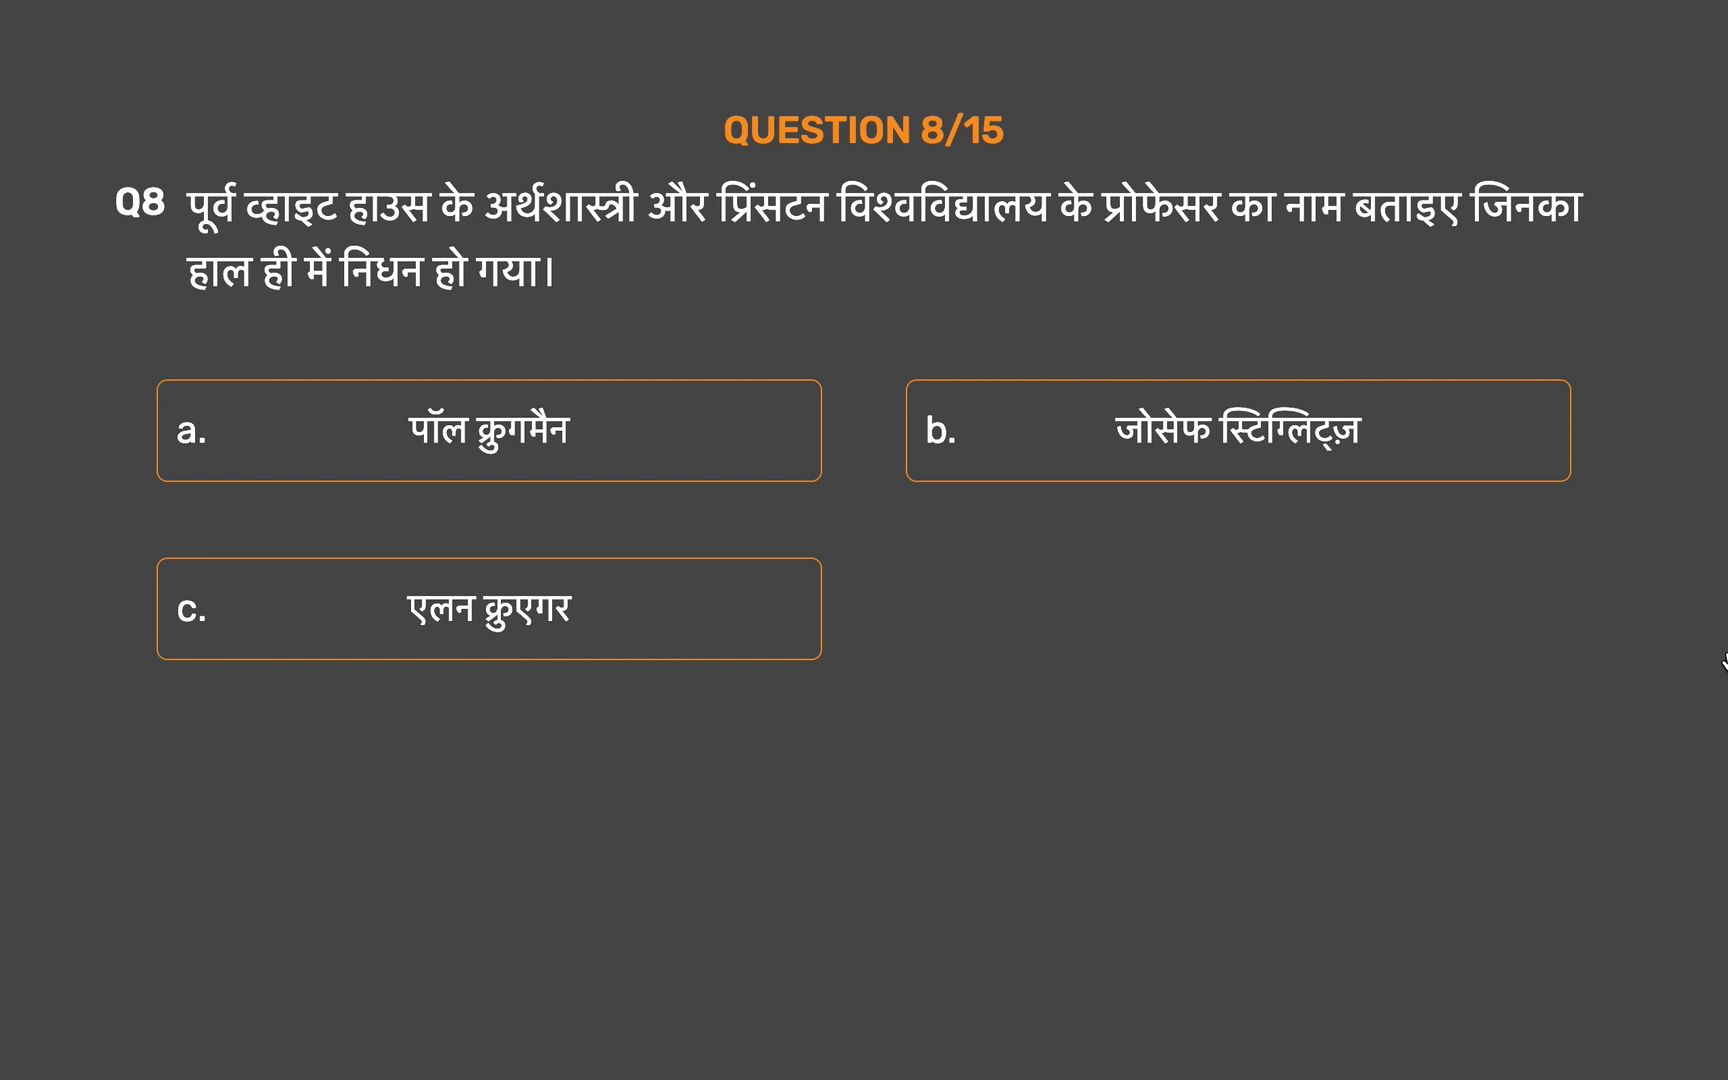 QUESTION 8/15
Q8 पूर्व व्हाइट हाउस के अर्थशास्त्री और प्रिंसटन विश्वविद्यालय के प्रोफेसर का नाम बताइए जिनका
हाल ही में निधन हो गया।
a. पॉल क्रुगमैन
b. जोसेफ स्टिग्लिट्ज़
c. एलन क्रुएगर